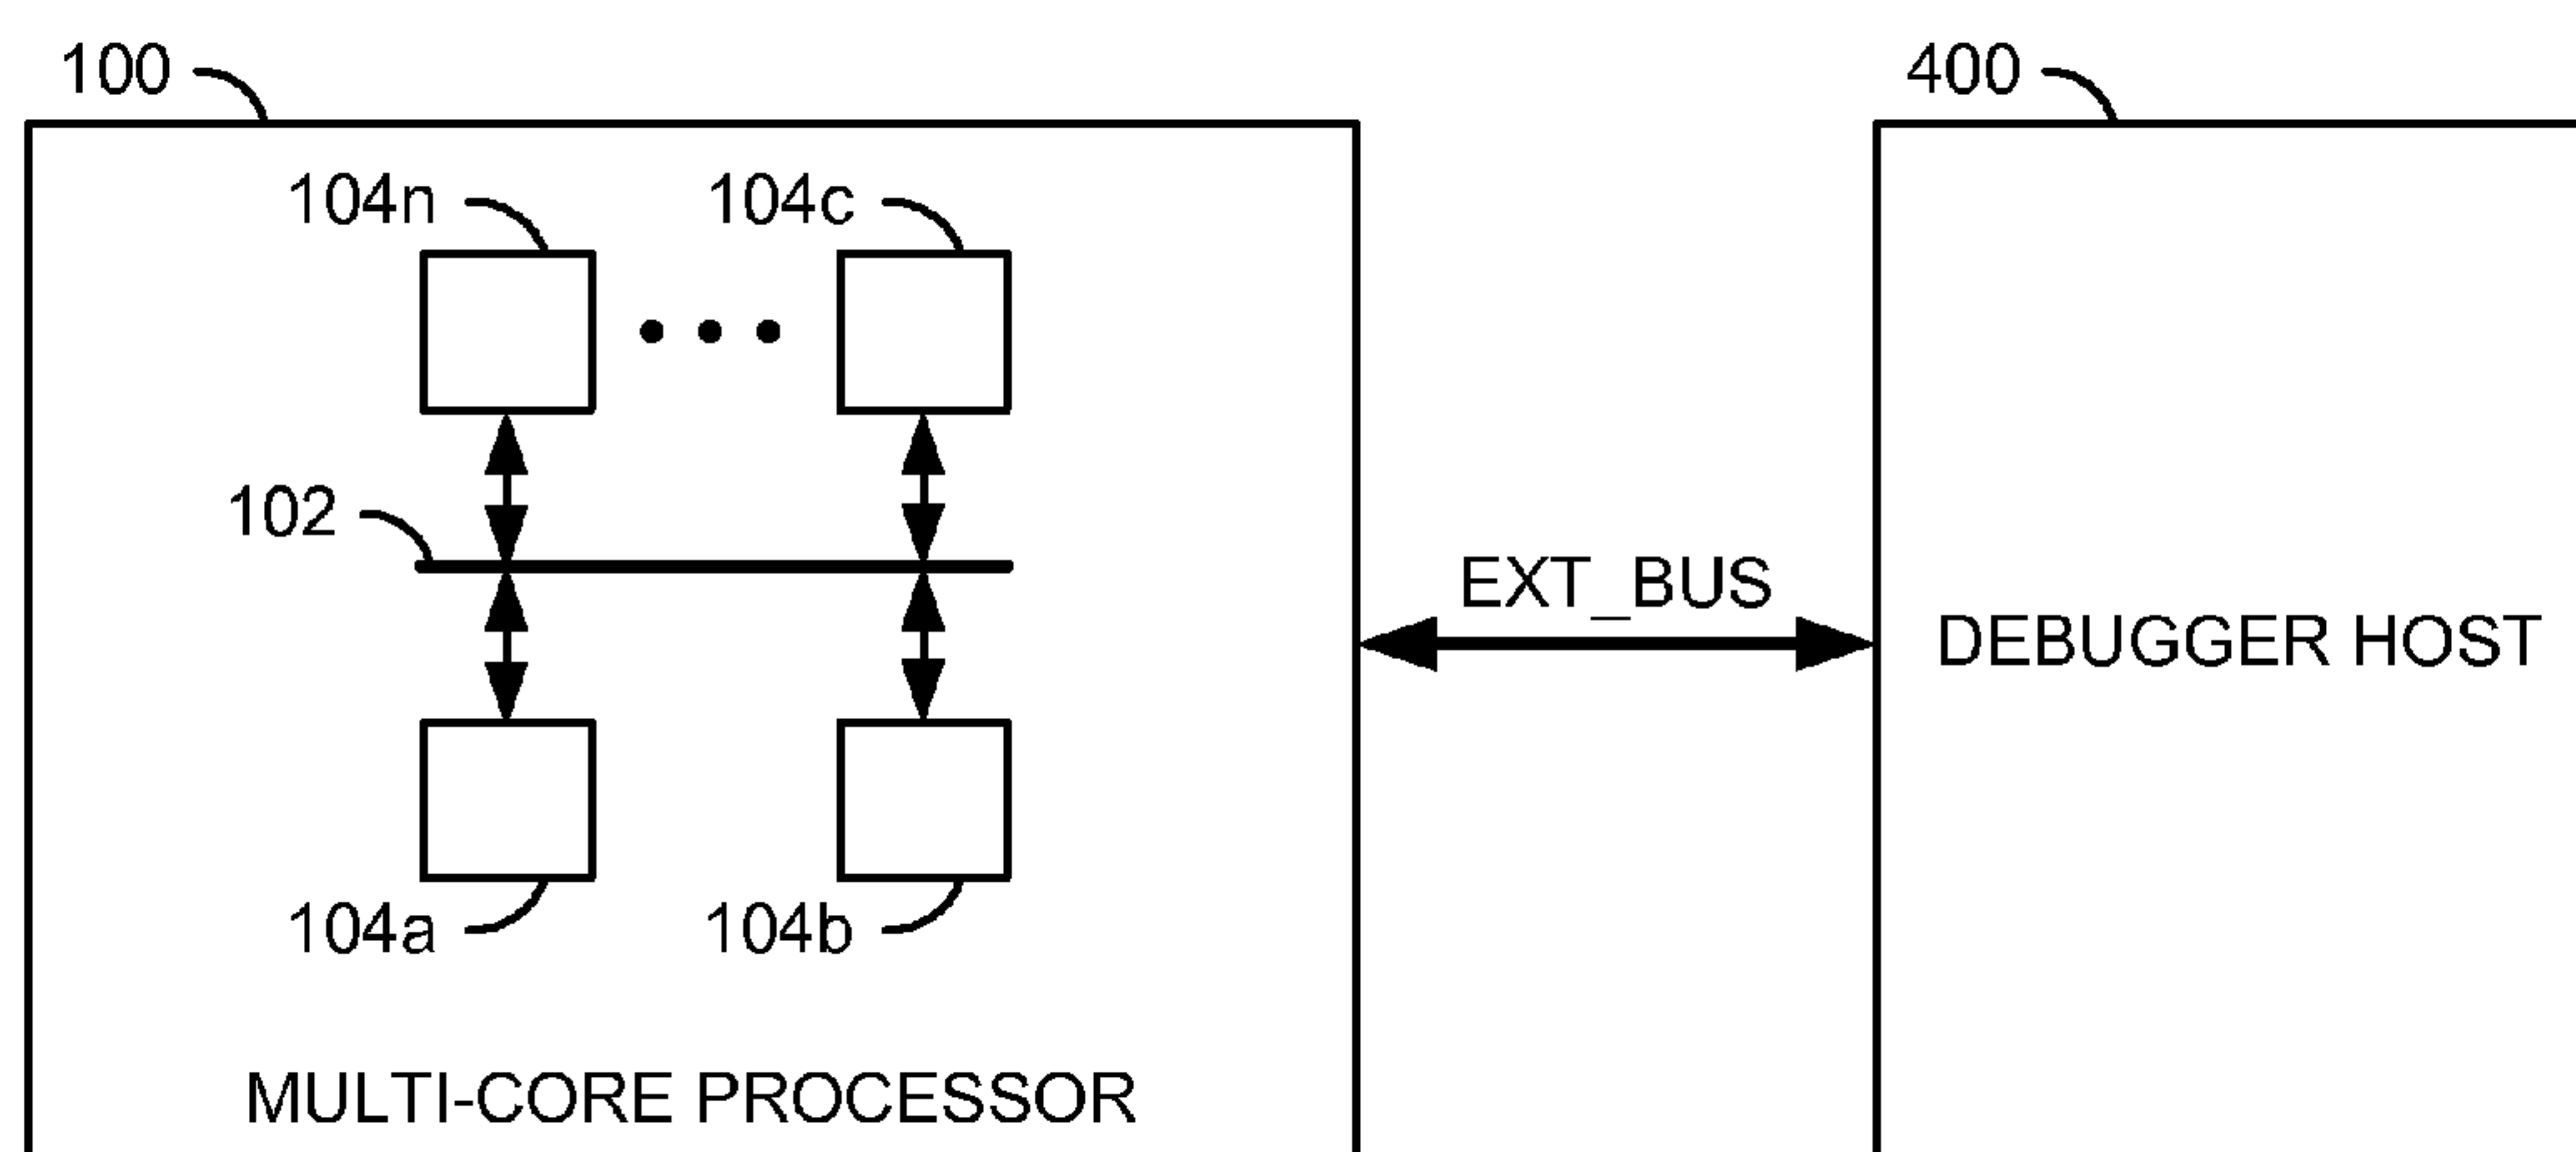 100
400
104n
104c
102
EXT_BUS
DEBUGGER HOST
104a
104b
MULTI-CORE PROCESSOR